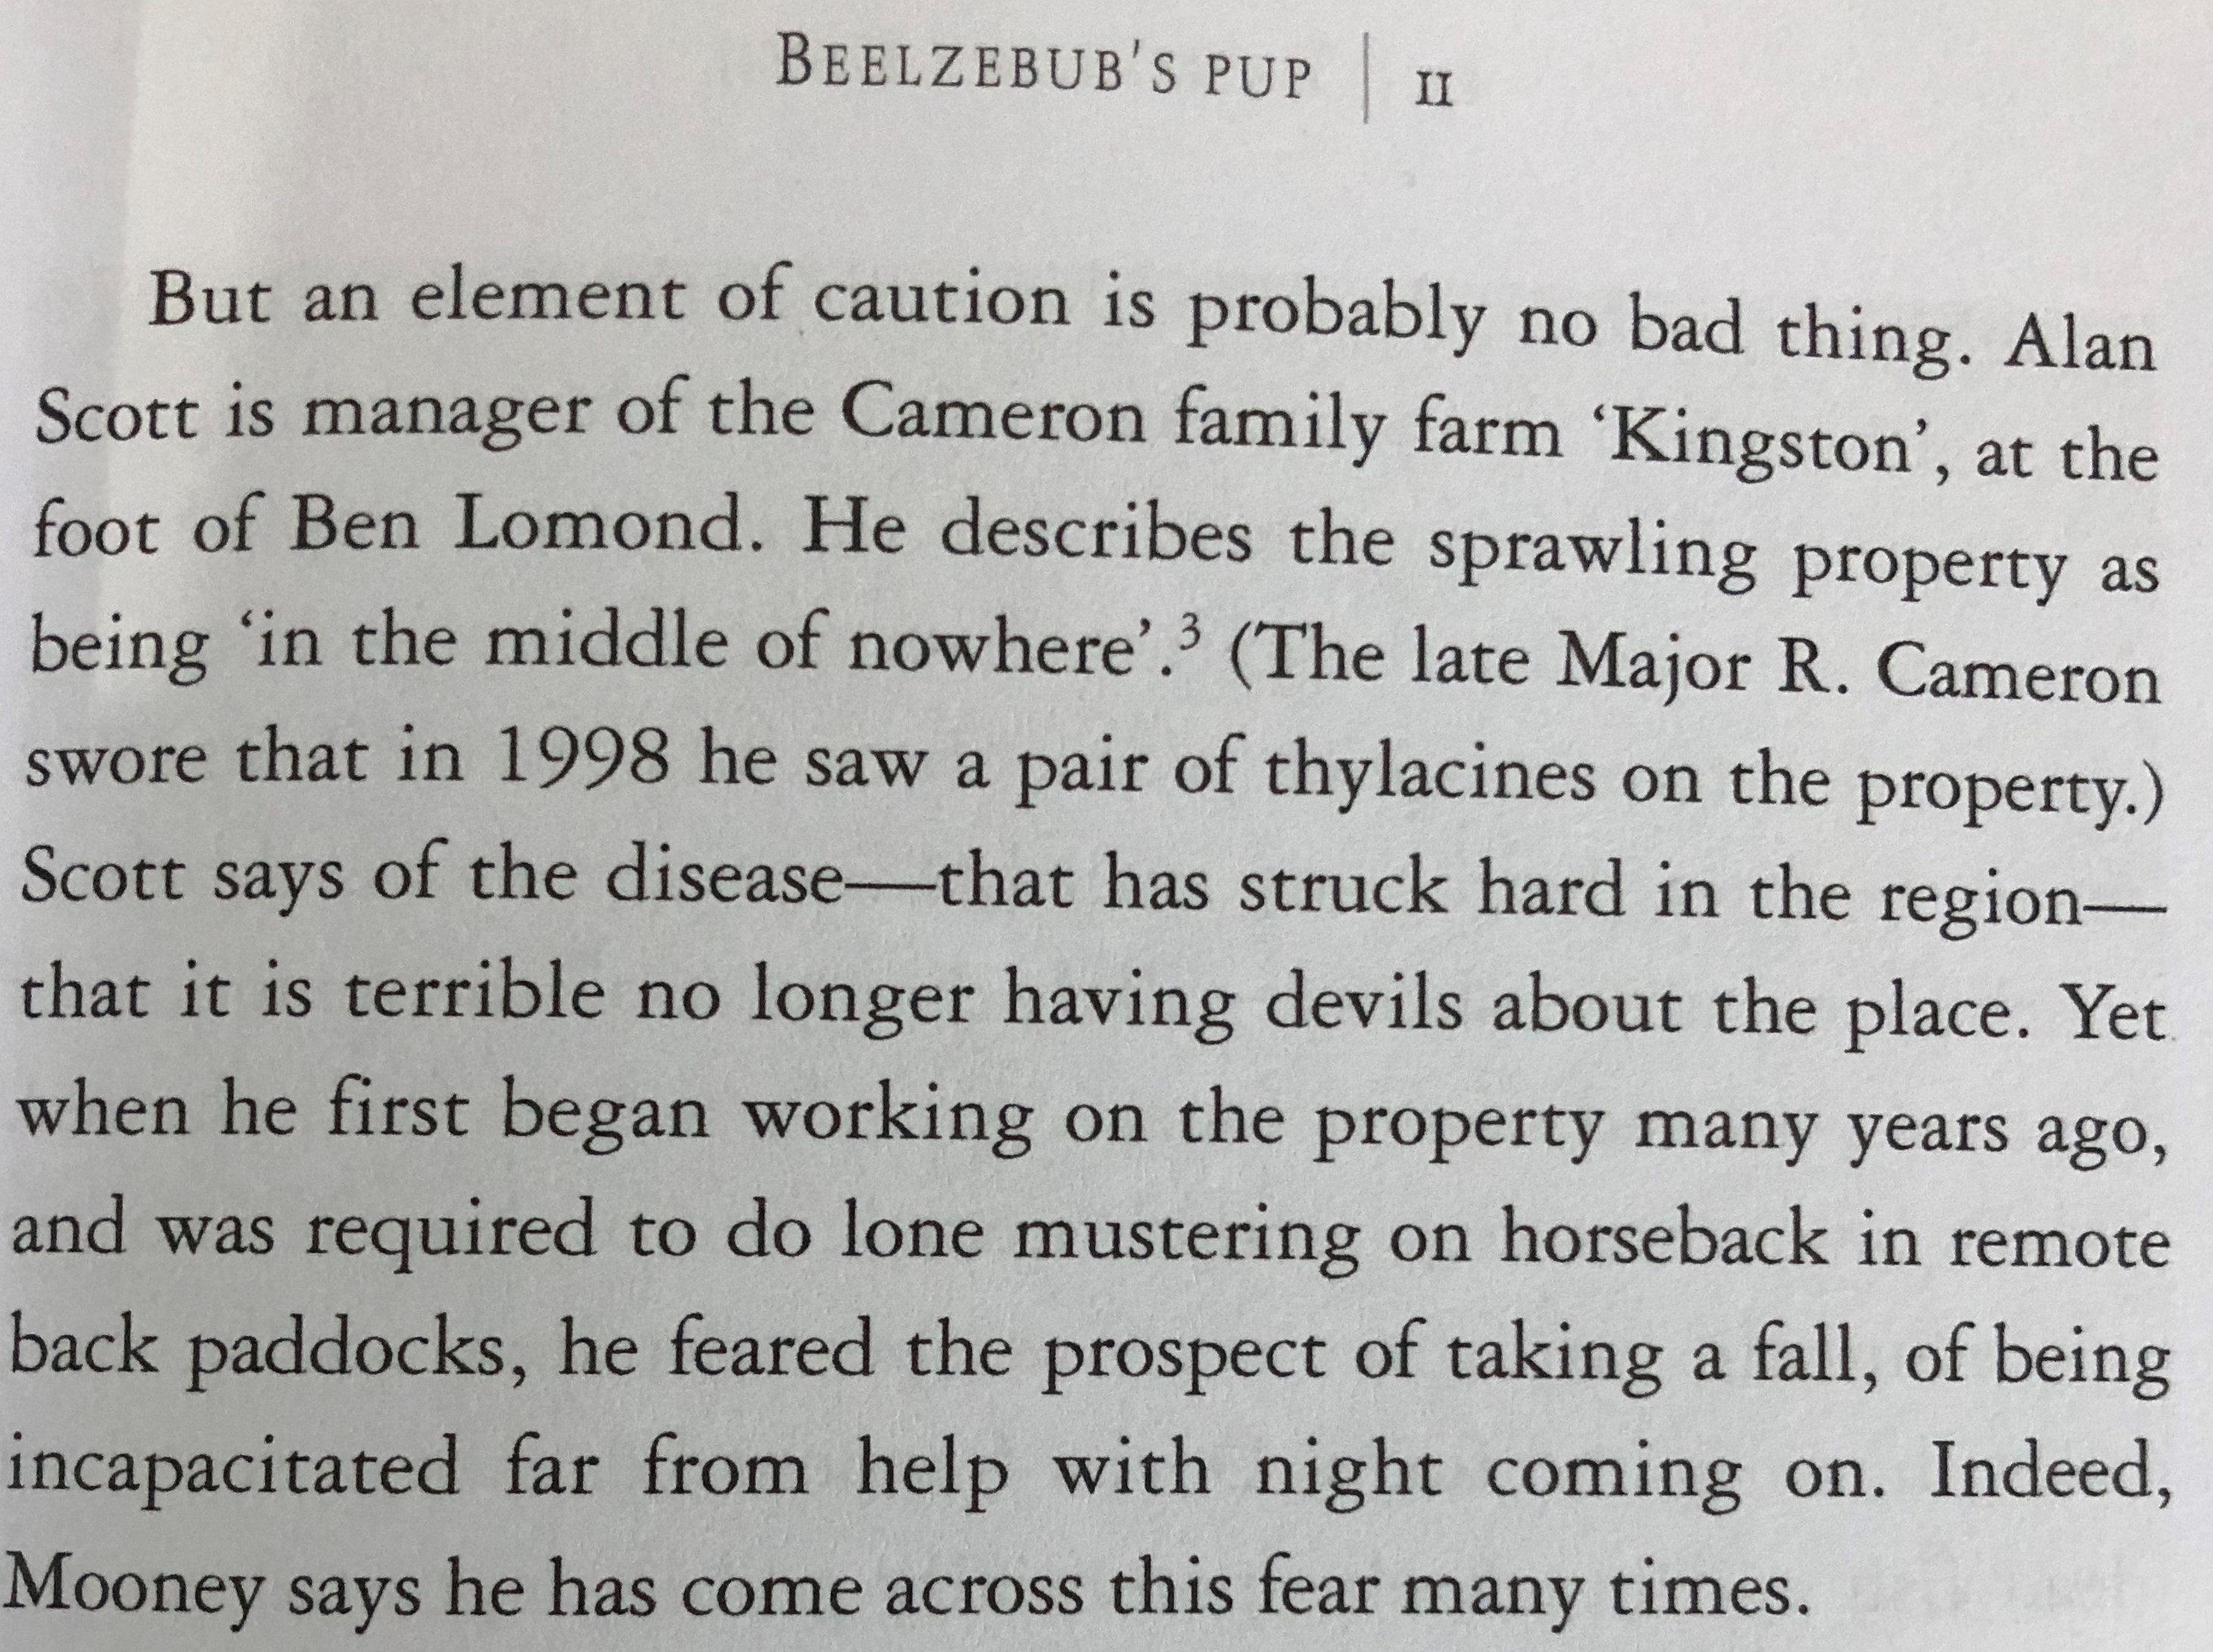 BEELZEBUB'S PUP | 11
But an element of caution is probably no bad thing. Alan
Scott is manager of the Cameron family farm ‘Kingston’, at the
foot of Ben Lomond. He describes the sprawling property as
being ‘in the middle of nowhere’.³ (The late Major R. Cameron
swore that in 1998 he saw a pair of thylacines on the property.)
Scott says of the disease—that has struck hard in the region—
that it is terrible no longer having devils about the place. Yet
when he first began working on the property many years ago,
and was required to do lone mustering on horseback in remote
back paddocks, he feared the prospect of taking a fall, of being
incapacitated far from help with night coming on. Indeed,
Mooney says he has come across this fear many times.